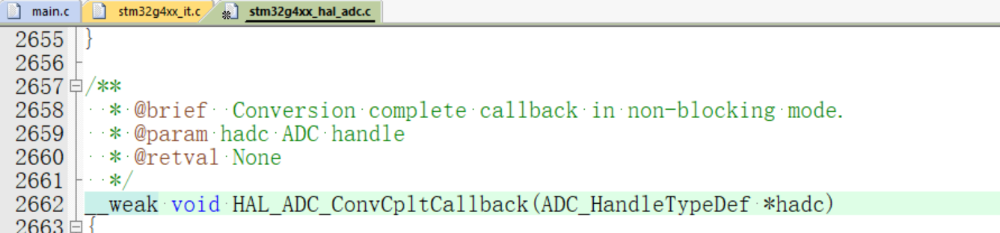 main.c stm32g4xx_it.c stm32g4xx_hal_adc.c
2655 }
2656
2657 /**
2658 * @brief Conversion complete callback in non-blocking mode.
2659 * @param hadc ADC handle
2660 * @retval None
2661 */
2662 __weak void HAL_ADC_ConvCpltCallback(ADC_HandleTypeDef *hadc)
2663 {